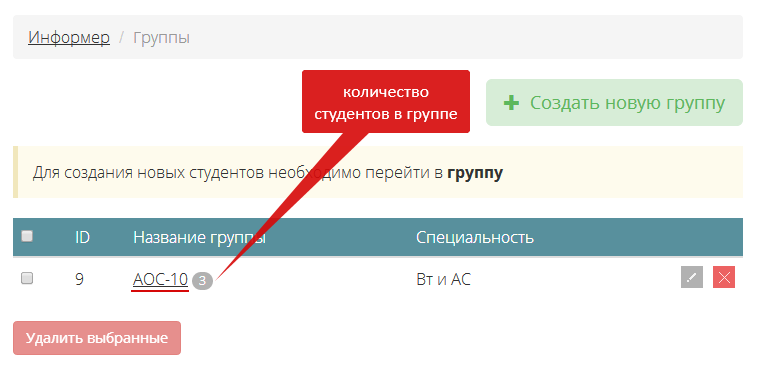 Информер / Группы
количество
студентов в группе
Создать новую группу
Для создания новых студентов необходимо перейти в группу
ID Название группы Специальность
9 АОС-10 3 Вт и АС
Удалить выбранные